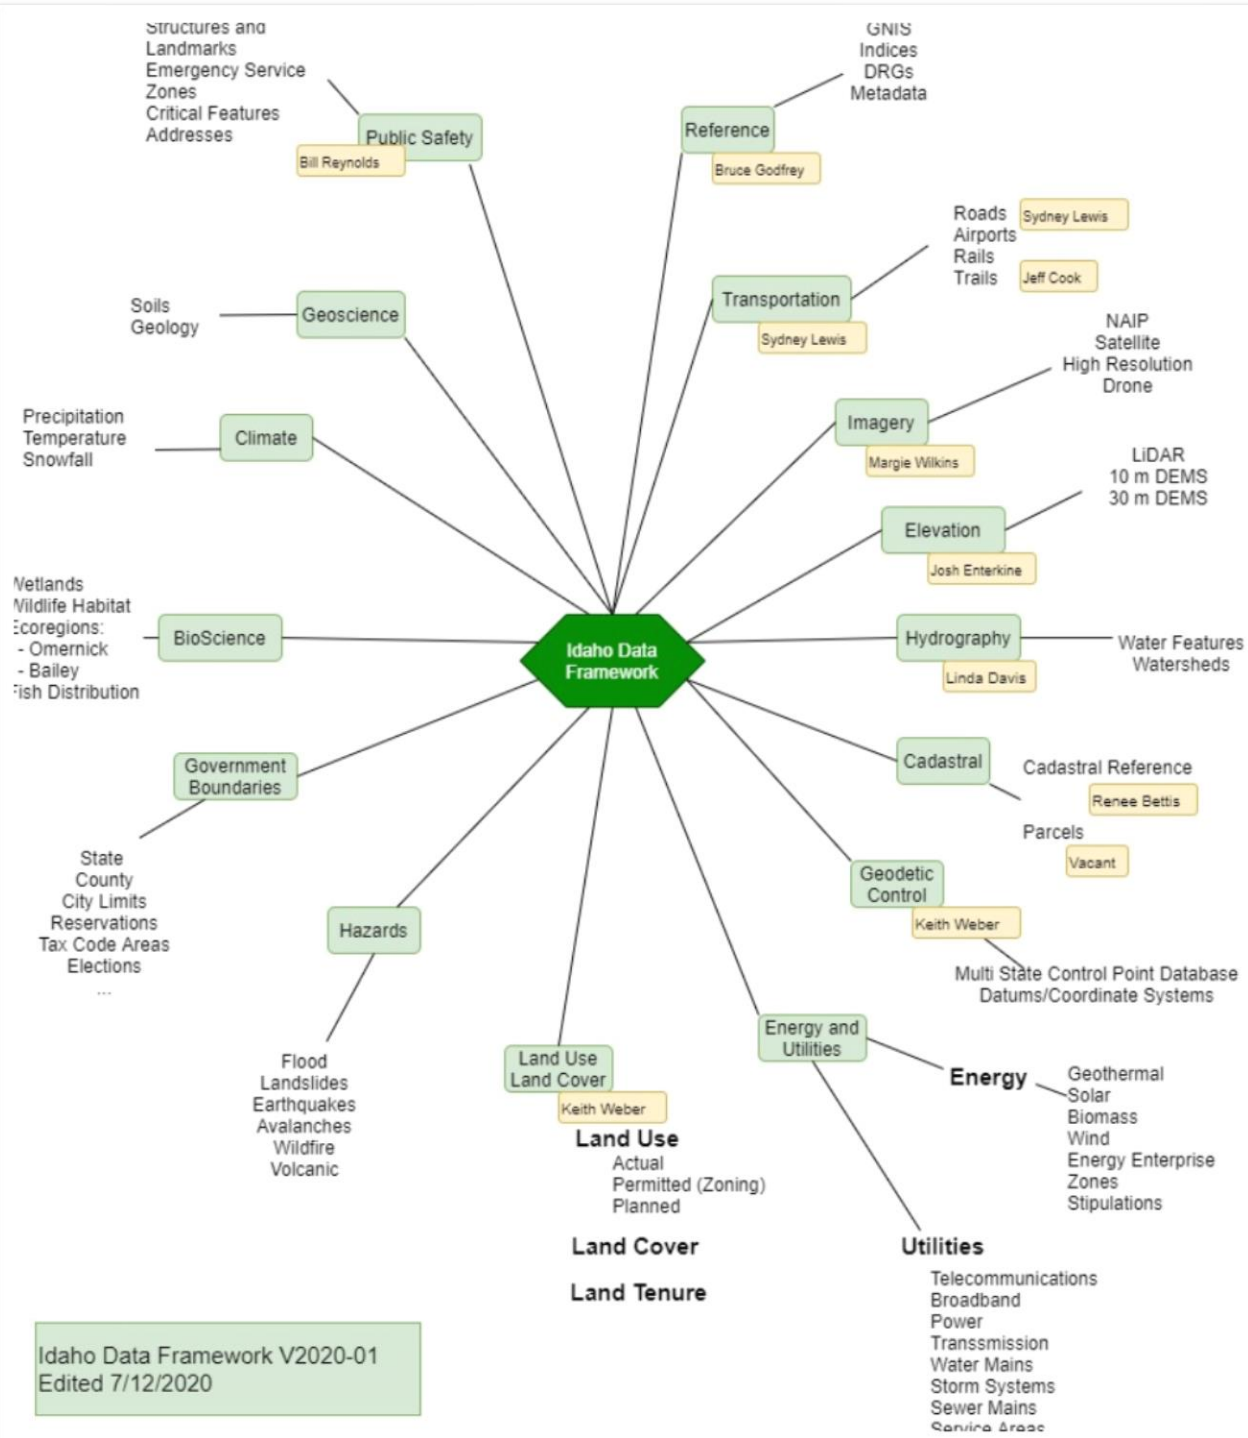 Structures and
Landmarks
Emergency Service
Zones
Critical Features
Addresses
Public Safety
Bill Reynolds
GNIS
Indices
DRGs
Metadata
Reference
Bruce Godfrey
Roads
Sydney Lewis
Airports
Rails
Trails
Jeff Cook
Transportation
Sydney Lewis
Soils
Geology
Geoscience
NAIP
Satellite
High Resolution
Drone
Imagery
Margie Wilkins
Precipitation
Temperature
Snowfall
Climate
LiDAR
10 m DEMS
30 m DEMS
Elevation
Josh Enterkine
Wetlands
Wildlife Habitat
Ecoregions:
- Omernick
- Bailey
Fish Distribution
BioScience
Idaho Data
Framework
Hydrography
Linda Davis
Water Features
Watersheds
Government
Boundaries
State
County
City Limits
Reservations
Tax Code Areas
Elections
...
Cadastral
Cadastral Reference
Renee Bettis
Parcels
Vacant
Geodetic
Control
Keith Weber
Multi State Control Point Database
Datums/Coordinate Systems
Hazards
Flood
Landslides
Earthquakes
Avalanches
Wildfire
Volcanic
Land Use
Land Cover
Keith Weber
Land Use
Actual
Permitted (Zoning)
Planned
Land Cover
Land Tenure
Energy and
Utilities
Energy
Geothermal
Solar
Biomass
Wind
Energy Enterprise
Zones
Stipulations
Utilities
Telecommunications
Broadband
Power
Transsmission
Water Mains
Storm Systems
Sewer Mains
Service Areas
Idaho Data Framework V2020-01
Edited 7/12/2020